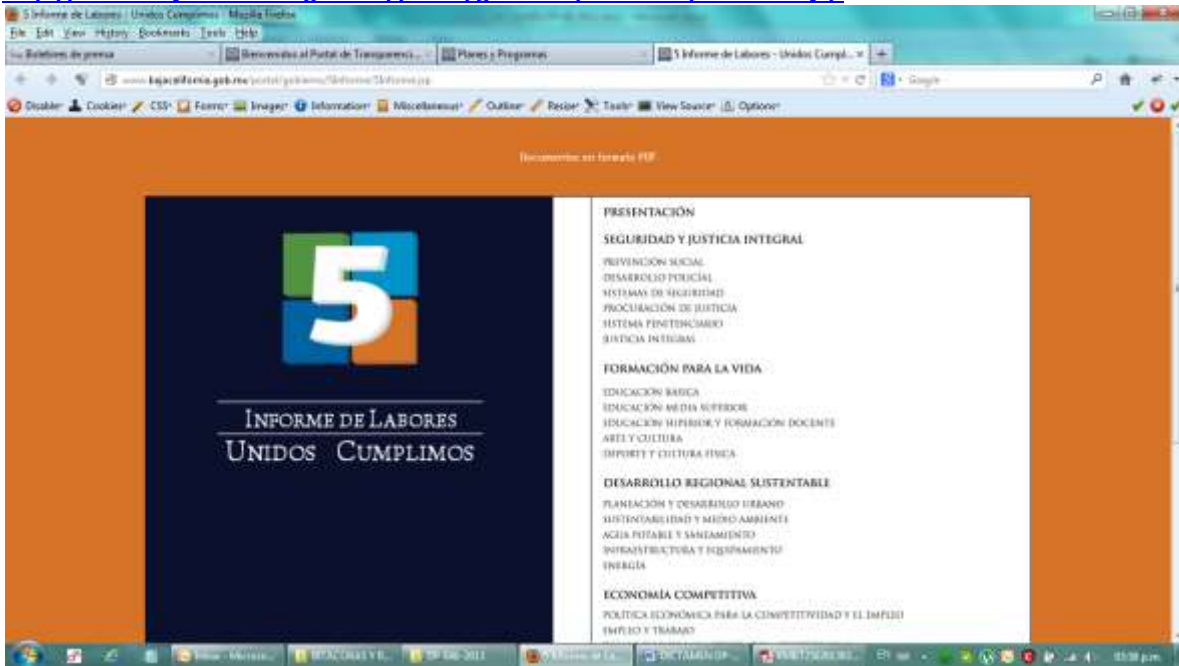 5 Informe de Labores | Unidos Cumplimos - Mozilla Firefox
File Edit View History Bookmarks Tools Help
Boletines de prensa
Bienvenidos al Portal de Transparenci...
Planes y Programas
5 Informe de Labores - Unidos Cumpl...
www.bajacalifornia.gob.mx
Google
Disable Cookies CSS Forms Images Information Miscellaneous Outline Resize Tools View Source Options
Documentos en formato PDF
5
INFORME DE LABORES
UNIDOS CUMPLIMOS
PRESENTACIÓN
SEGURIDAD Y JUSTICIA INTEGRAL
PREVENCIÓN SOCIAL
DESARROLLO POLICIAL
SISTEMAS DE SEGURIDAD
PROCURACIÓN DE JUSTICIA
SISTEMA PENITENCIARIO
JUSTICIA INTEGRAL
FORMACIÓN PARA LA VIDA
EDUCACIÓN BÁSICA
EDUCACIÓN MEDIA SUPERIOR
EDUCACIÓN SUPERIOR Y FORMACIÓN DOCENTE
ARTE Y CULTURA
DEPORTE Y CULTURA FÍSICA
DESARROLLO REGIONAL SUSTENTABLE
PLANEACIÓN Y DESARROLLO URBANO
SUSTENTABILIDAD Y MEDIO AMBIENTE
AGUA POTABLE Y SANEAMIENTO
INFRAESTRUCTURA Y EQUIPAMIENTO
ENERGÍA
ECONOMÍA COMPETITIVA
POLÍTICA ECONÓMICA PARA LA COMPETITIVIDAD Y EL EMPLEO
EMPLEO Y TRABAJO